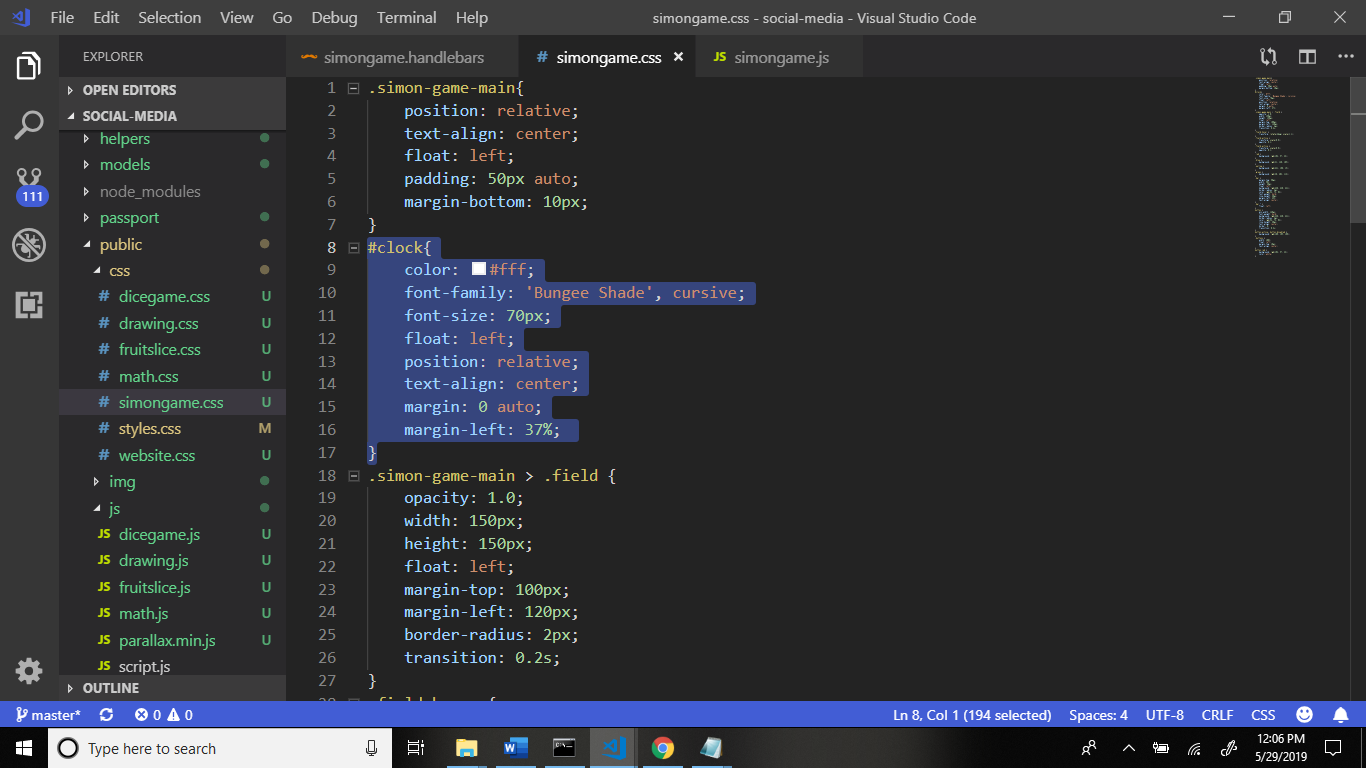 File Edit Selection View Go Debug Terminal Help
simongame.css - social-media - Visual Studio Code
EXPLORER
OPEN EDITORS
SOCIAL-MEDIA
helpers
models
node_modules
passport
public
css
# dicegame.css U
# drawing.css U
# fruitslice.css U
# math.css U
# simongame.css U
# styles.css M
# website.css U
img
js
JS dicegame.js U
JS drawing.js U
JS fruitslice.js U
JS math.js U
JS parallax.min.js U
JS script.js
OUTLINE
111
simongame.handlebars
# simongame.css
JS simongame.js
1 .simon-game-main{
2 position: relative;
3 text-align: center;
4 float: left;
5 padding: 50px auto;
6 margin-bottom: 10px;
7 }
8 #clock{
9 color: #fff;
10 font-family: 'Bungee Shade', cursive;
11 font-size: 70px;
12 float: left;
13 position: relative;
14 text-align: center;
15 margin: 0 auto;
16 margin-left: 37%;
17 }
18 .simon-game-main > .field {
19 opacity: 1.0;
20 width: 150px;
21 height: 150px;
22 float: left;
23 margin-top: 100px;
24 margin-left: 120px;
25 border-radius: 2px;
26 transition: 0.2s;
27 }
master* 0 0
Ln 8, Col 1 (194 selected) Spaces: 4 UTF-8 CRLF CSS
Type here to search
12:06 PM
5/29/2019